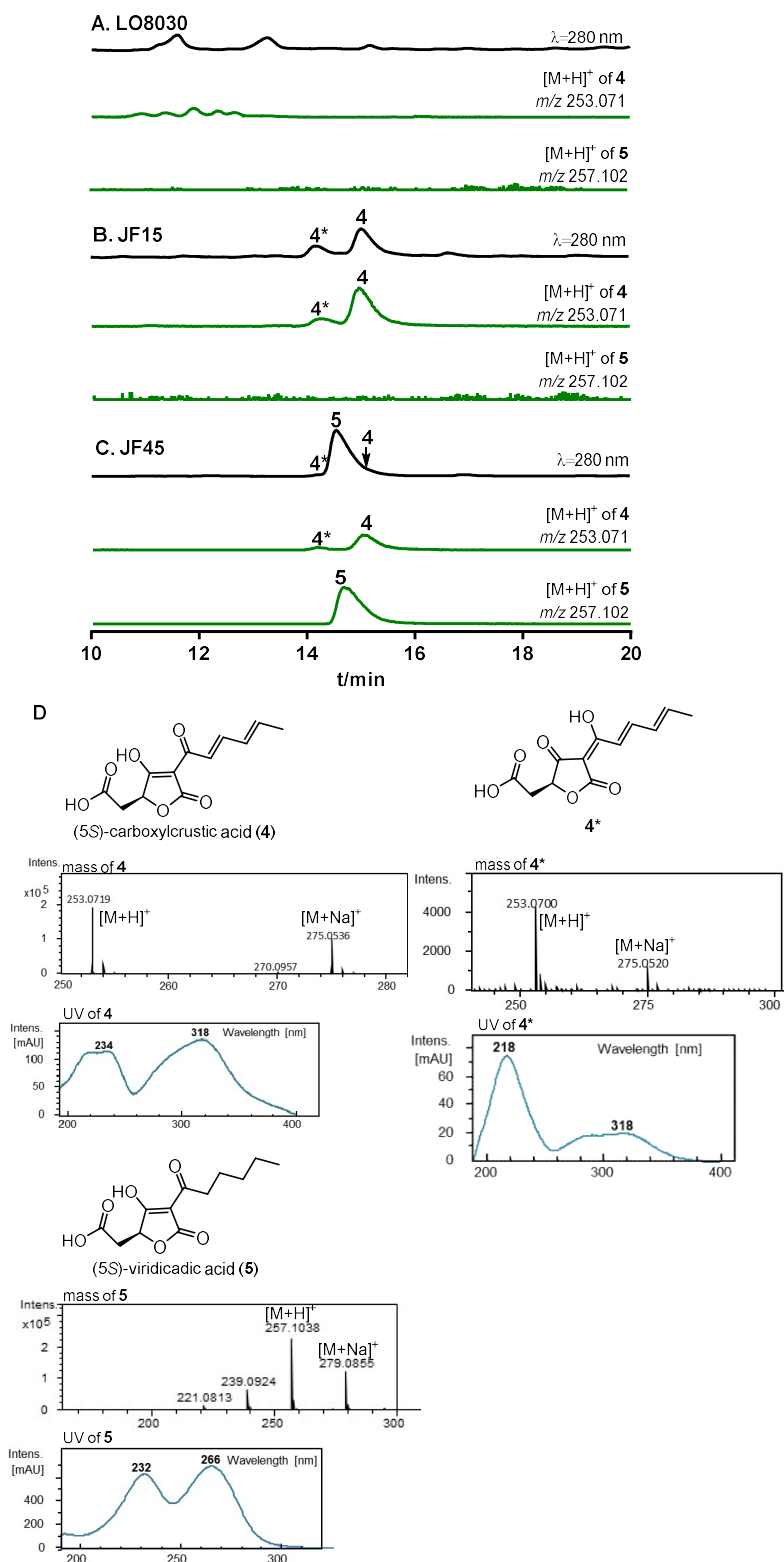 A. LO8030
λ=280 nm
[M+H]+ of 4
m/z 253.071
[M+H]+ of 5
m/z 257.102
B. JF15
4*
4
λ=280 nm
4*
4
[M+H]+ of 4
m/z 253.071
[M+H]+ of 5
m/z 257.102
C. JF45
4*
5
4
λ=280 nm
4*
4
[M+H]+ of 4
m/z 253.071
5
[M+H]+ of 5
m/z 257.102
10 12 14 16 18 20
t/min
D
O
HO
O
HO
O
O
(5S)-carboxylcrustic acid (4)
HO
O
O
HO
O
O
4*
Intens.
x10^5
mass of 4
253.0719
[M+H]+
[M+Na]+
275.0536
270.0957
2
1
0
250 260 270 280
mass of 4*
Intens.
253.0700
[M+H]+
[M+Na]+
275.0520
4000
2000
0
250 275 300
UV of 4
Intens.
[mAU]
234
318
Wavelength [nm]
100
50
0
200 300 400
UV of 4*
Intens.
[mAU]
218
Wavelength [nm]
318
60
40
20
0
200 300 400
O
HO
O
HO
O
O
(5S)-viridicadic acid (5)
mass of 5
Intens.
x10^5
[M+H]+
257.1038
[M+Na]+
279.0855
239.0924
221.0813
2
1
0
200 250 300
UV of 5
Intens.
[mAU]
232
266
Wavelength [nm]
400
200
0
200 250 300